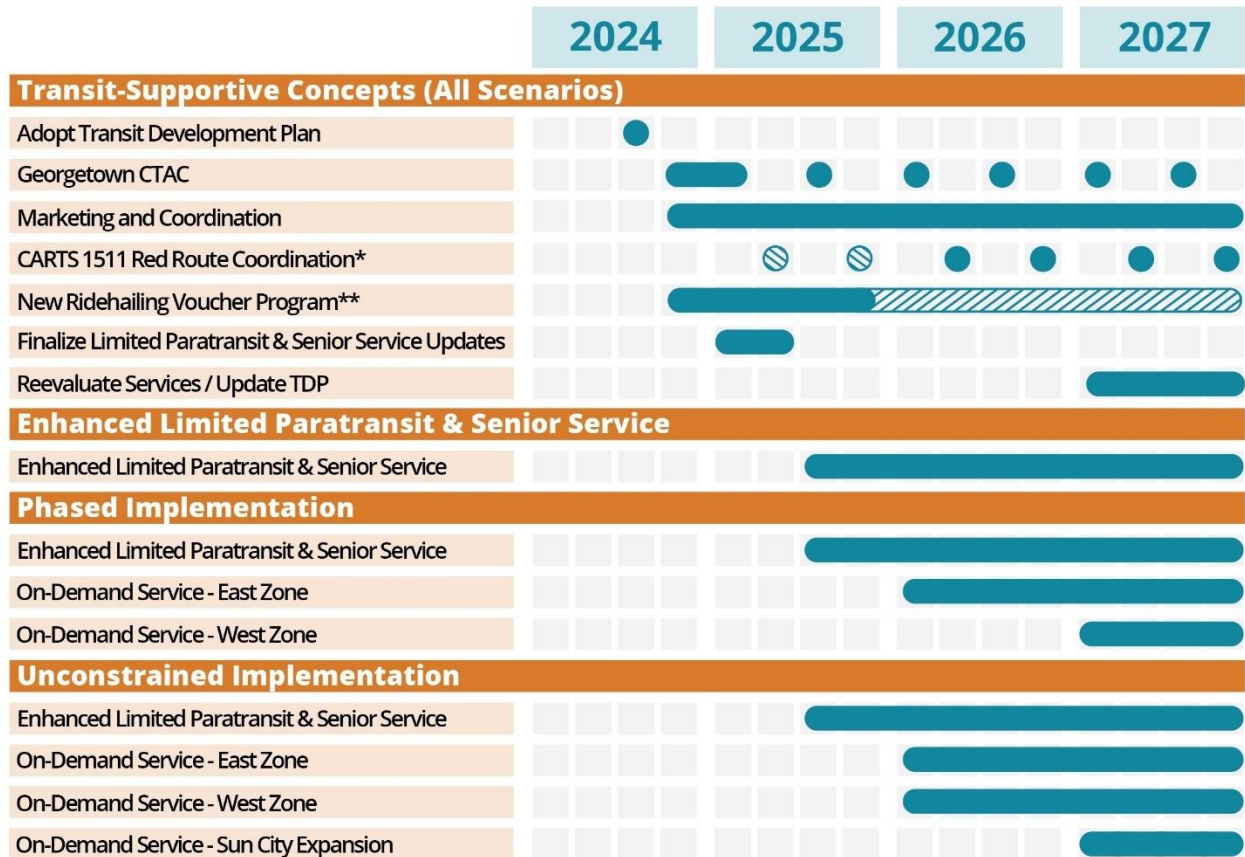 2024 2025 2026 2027
Transit-Supportive Concepts (All Scenarios)
Adopt Transit Development Plan
Georgetown CTAC
Marketing and Coordination
CARTS 1511 Red Route Coordination*
New Ridehailing Voucher Program**
Finalize Limited Paratransit & Senior Service Updates
Reevaluate Services / Update TDP
Enhanced Limited Paratransit & Senior Service
Enhanced Limited Paratransit & Senior Service
Phased Implementation
Enhanced Limited Paratransit & Senior Service
On-Demand Service - East Zone
On-Demand Service - West Zone
Unconstrained Implementation
Enhanced Limited Paratransit & Senior Service
On-Demand Service - East Zone
On-Demand Service - West Zone
On-Demand Service - Sun City Expansion